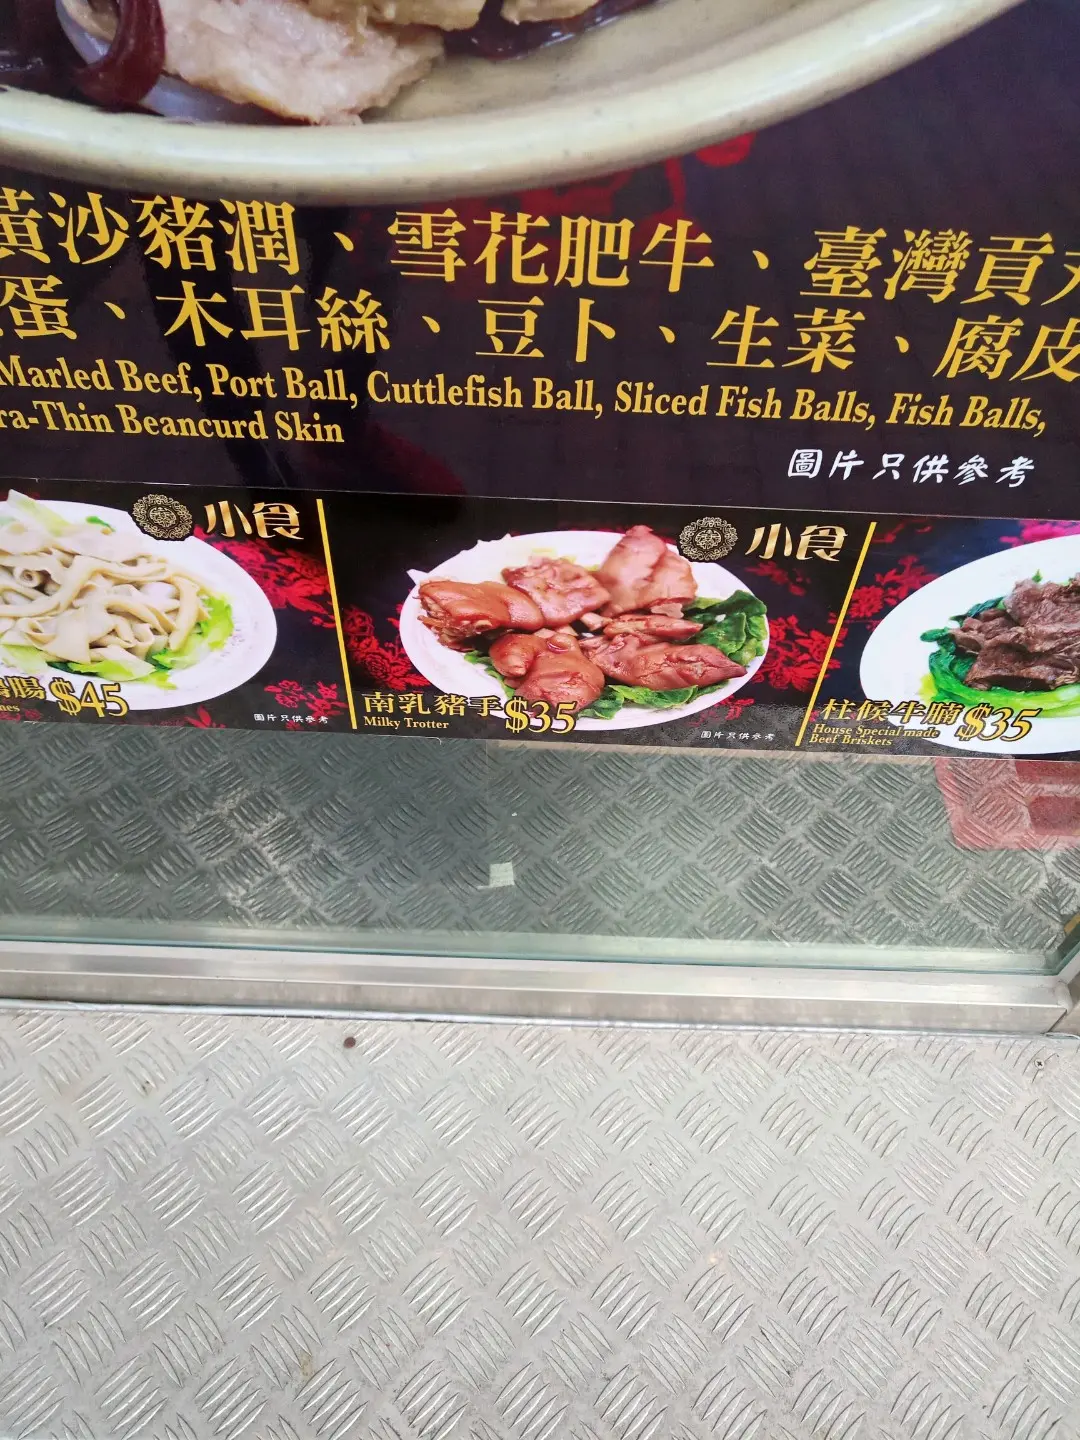 黃沙豬潤、雪花肥牛、臺灣貢丸
蛋、木耳絲、豆卜、生菜、腐皮
Marled Beef, Port Ball, Cuttlefish Ball, Sliced Fish Balls, Fish Balls,
ra-Thin Beancurd Skin
圖片只供參考
小食
腸 $45
nes
圖片只供參考
小食
南乳豬手 $35
Milky Trotter
圖片只供參考
柱候牛腩 $35
House Special made
Beef Briskets